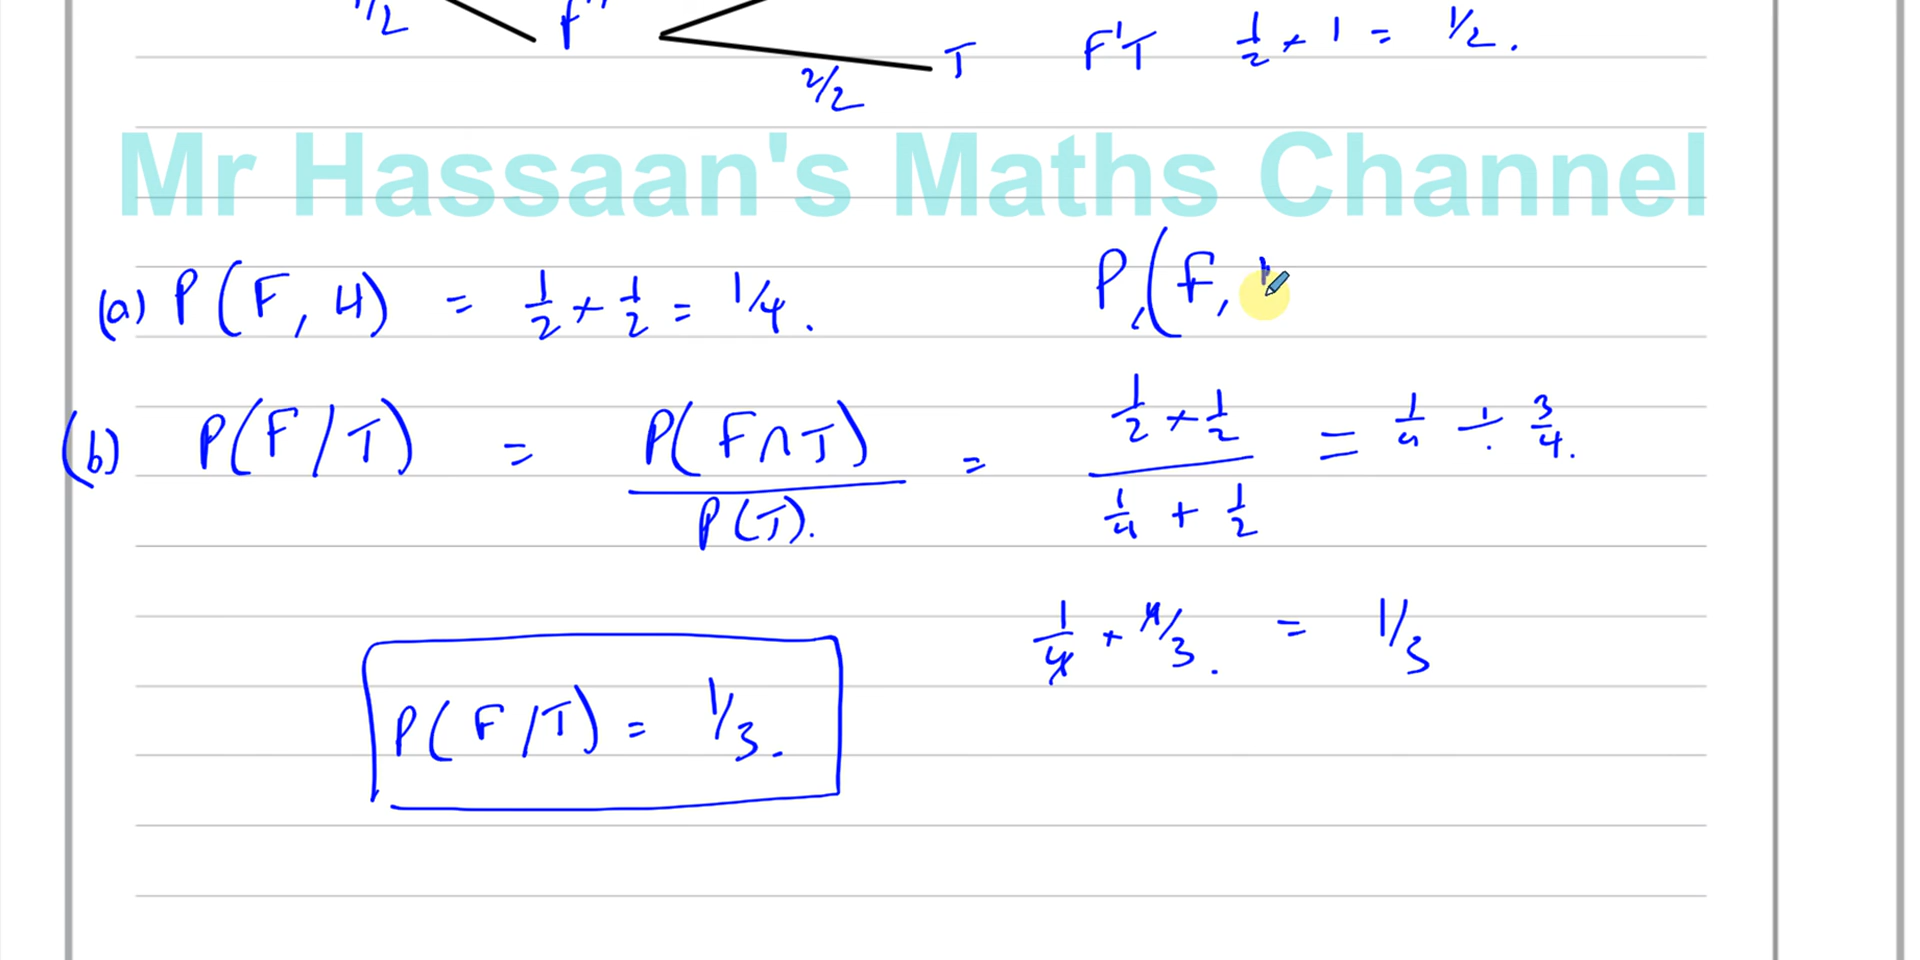 1/2 F' T F'T 1/2 × 1 = 1/2.
2/2
Mr Hassaan's Maths Channel
(a) P(F, H) = 1/2 × 1/2 = 1/4. P(F,
(b) P(F/T) = P(F∩T) / P(T). = (1/2 × 1/2) / (1/4 + 1/2) = 1/4 ÷ 3/4.
1/4 × 4/3. = 1/3
P(F/T) = 1/3.